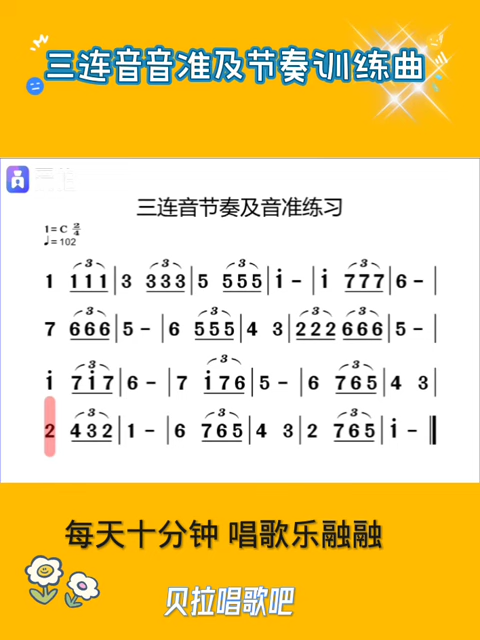 三连音音准及节奏训练曲
三连音节奏及音准练习
1=C 2/4
♩=102
1 111|3 333|5 555|i – |i 777|6 – |
7 666|5 – |6 555|4 3|222 666|5 – |
i 7i7|6 – |7 i76|5 – |6 765|4 3|
2 432|1 – |6 765|4 3|2 765|i – ‖
每天十分钟 唱歌乐融融
贝拉唱歌吧